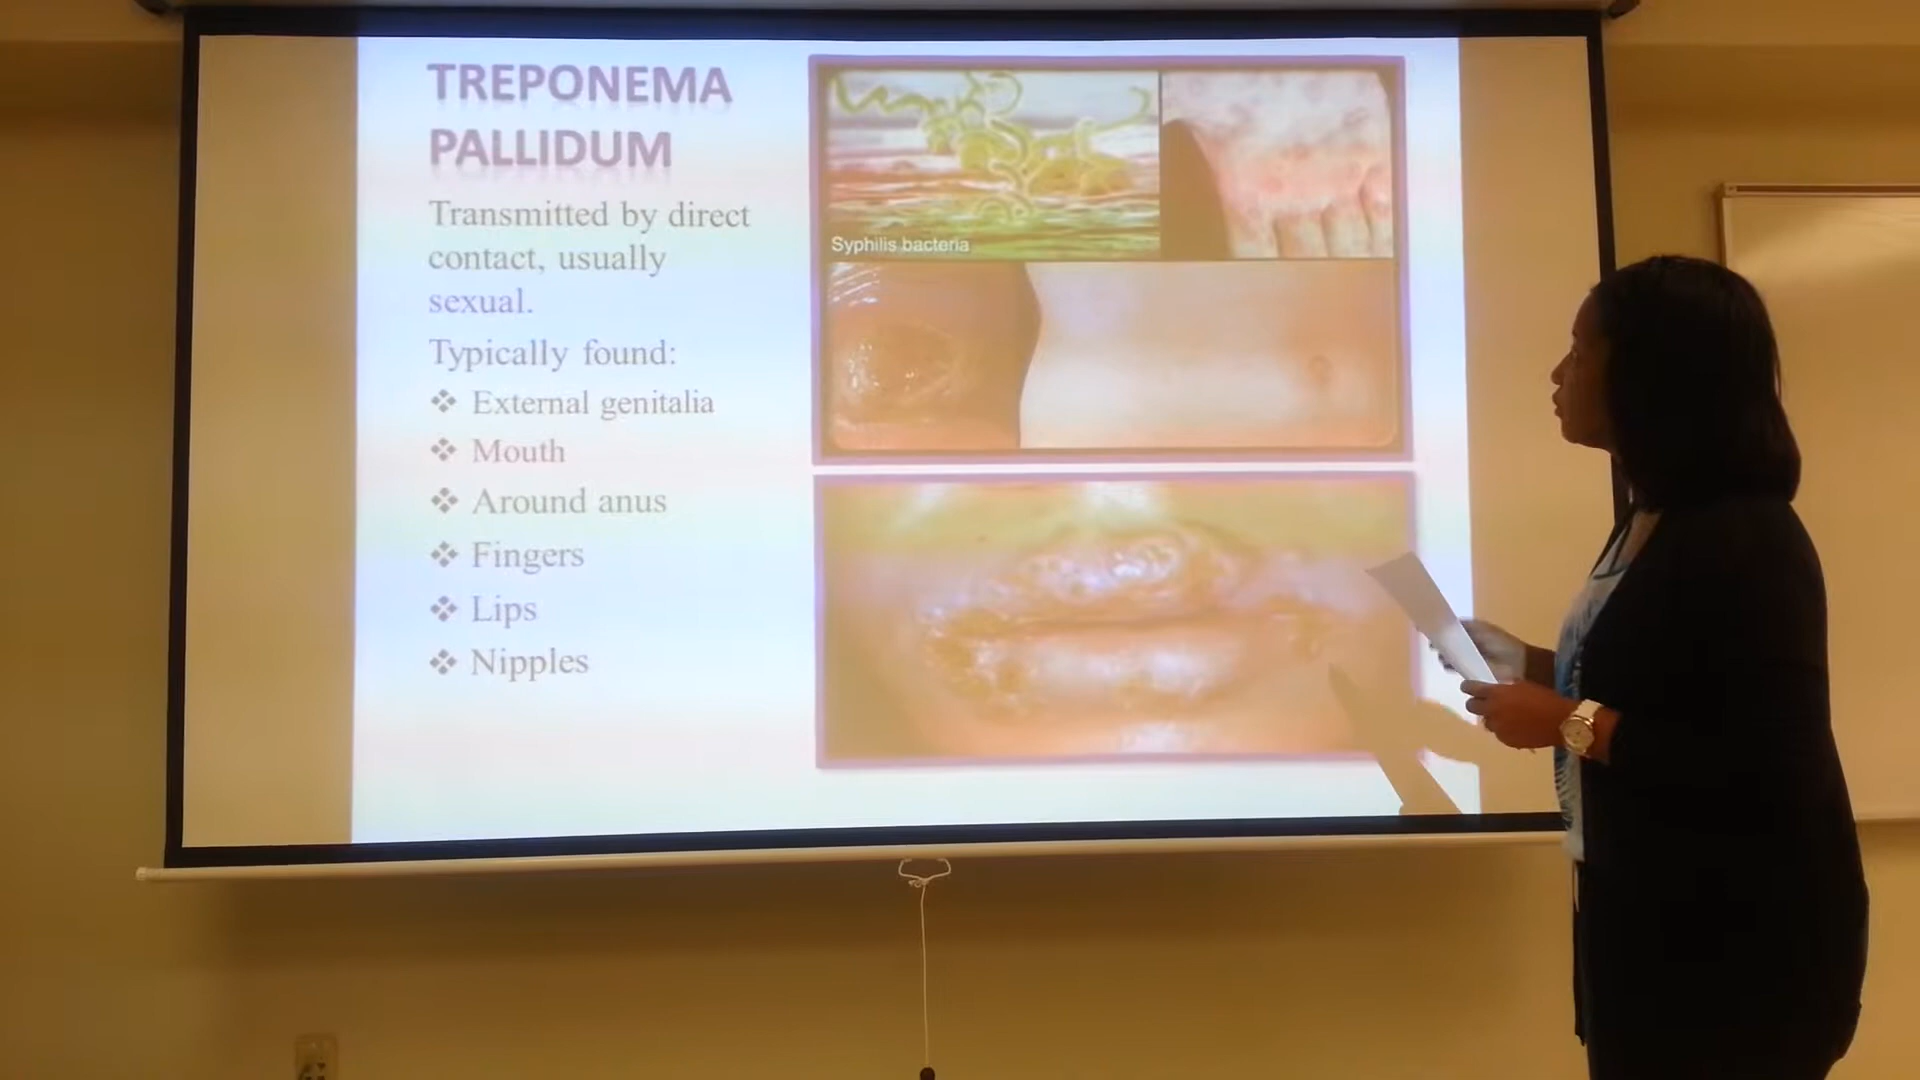 TREPONEMA
PALLIDUM
Transmitted by direct
contact, usually
sexual.
Typically found:
❖ External genitalia
❖ Mouth
❖ Around anus
❖ Fingers
❖ Lips
❖ Nipples
Syphilis bacteria